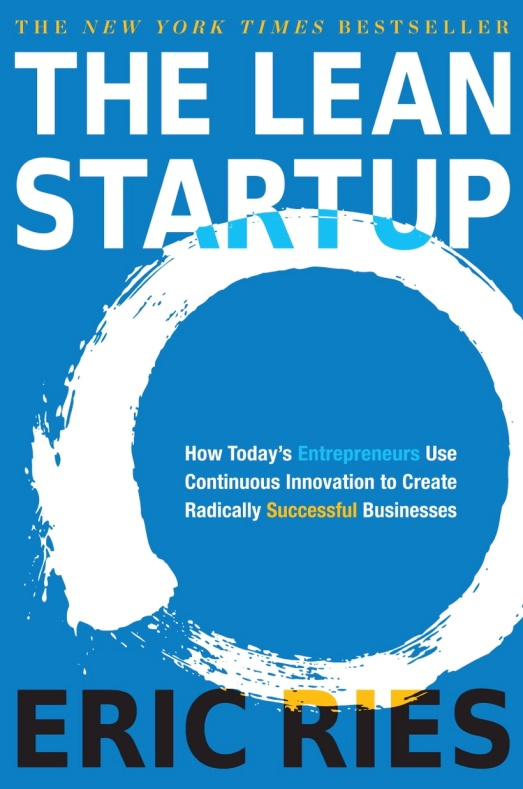 THE NEW YORK TIMES BESTSELLER
THE LEAN
STARTUP
How Today's Entrepreneurs Use
Continuous Innovation to Create
Radically Successful Businesses
ERIC RIES